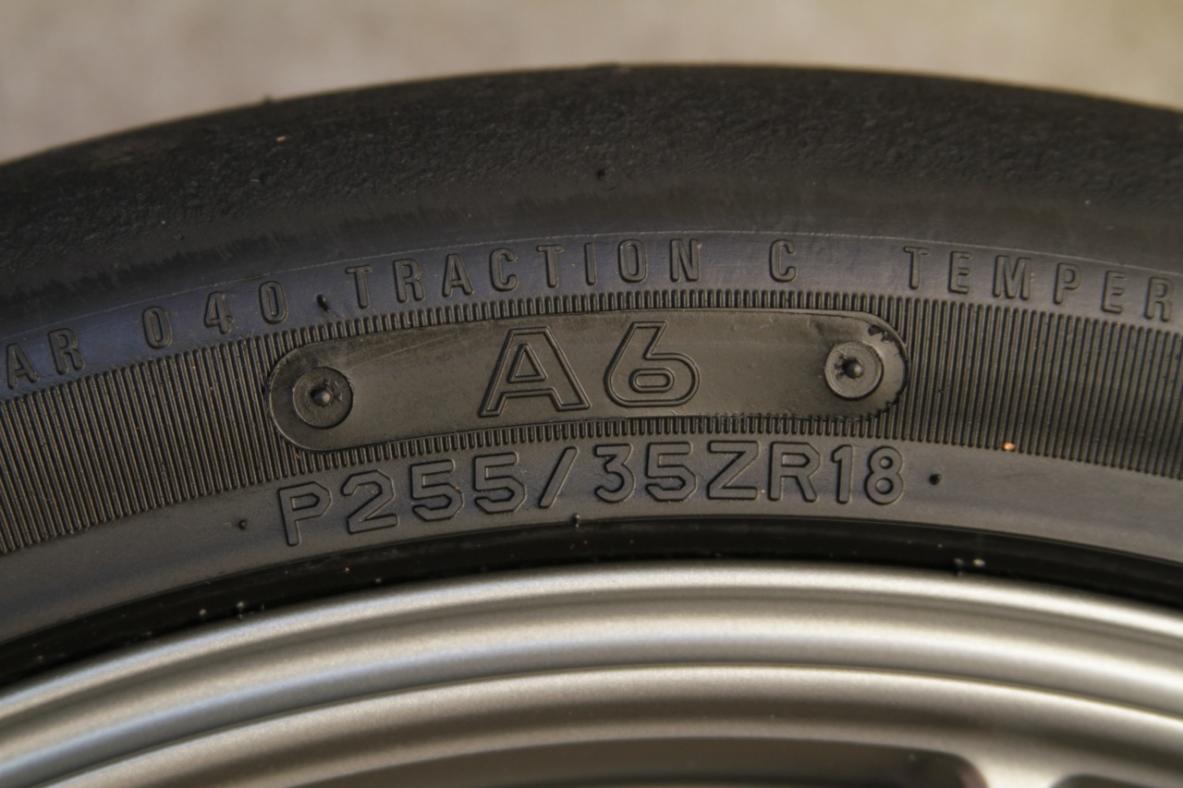 AR 040 TRACTION C TEMPER
A6
P255/35ZR18